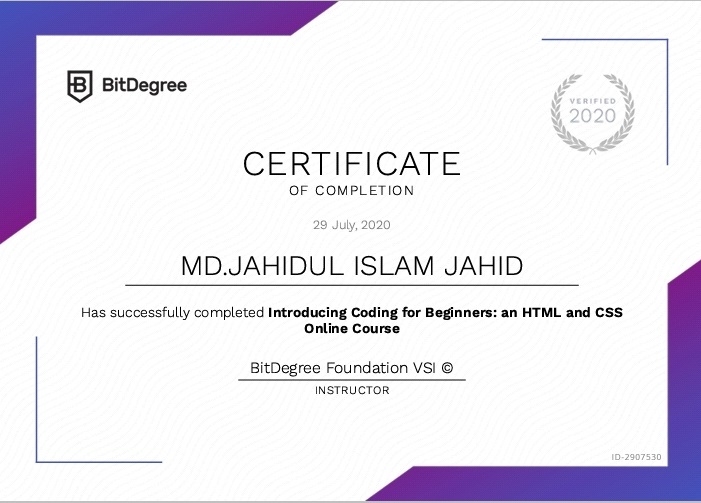 BitDegree
VERIFIED
2020
CERTIFICATE
OF COMPLETION
29 July, 2020
MD.JAHIDUL ISLAM JAHID
Has successfully completed Introducing Coding for Beginners: an HTML and CSS
Online Course
BitDegree Foundation VSI ©
INSTRUCTOR
ID-2907530